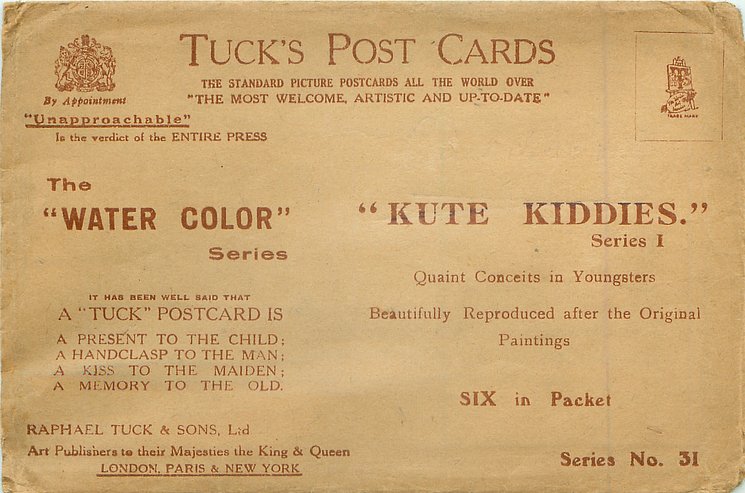 TUCK'S POST CARDS
THE STANDARD PICTURE POSTCARDS ALL THE WORLD OVER
"THE MOST WELCOME, ARTISTIC AND UP-TO-DATE"
By Appointment
"Unapproachable"
Is the verdict of the ENTIRE PRESS
TRADE MARK
The
"WATER COLOR"
Series
IT HAS BEEN WELL SAID THAT
A "TUCK" POSTCARD IS
A PRESENT TO THE CHILD;
A HANDCLASP TO THE MAN;
A KISS TO THE MAIDEN;
A MEMORY TO THE OLD.
"KUTE KIDDIES."
Series I
Quaint Conceits in Youngsters
Beautifully Reproduced after the Original
Paintings
SIX in Packet
RAPHAEL TUCK & SONS, Ltd
Art Publishers to their Majesties the King & Queen
LONDON, PARIS & NEW YORK
Series No. 31